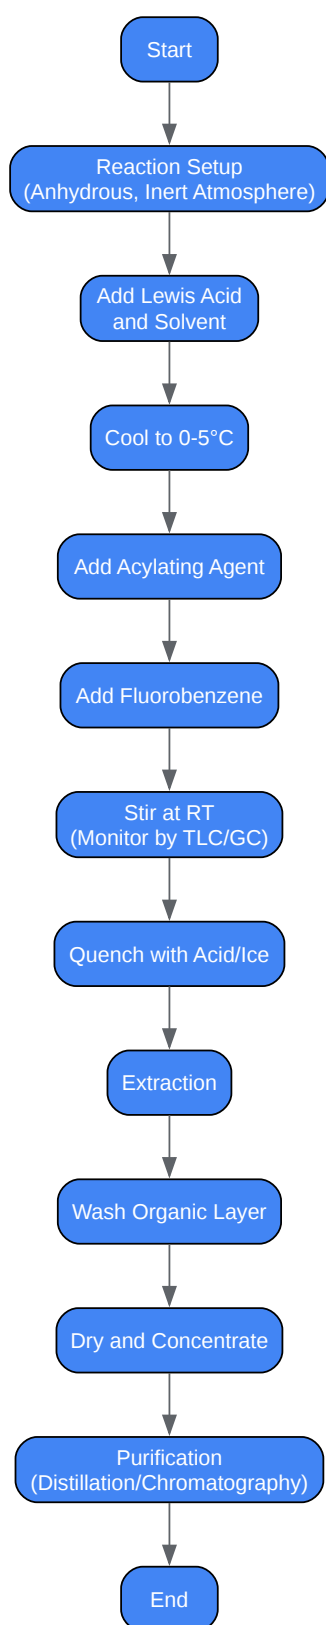 Start
Reaction Setup
(Anhydrous, Inert Atmosphere)
Add Lewis Acid
and Solvent
Cool to 0-5°C
Add Acylating Agent
Add Fluorobenzene
Stir at RT
(Monitor by TLC/GC)
Quench with Acid/Ice
Extraction
Wash Organic Layer
Dry and Concentrate
Purification
(Distillation/Chromatography)
End